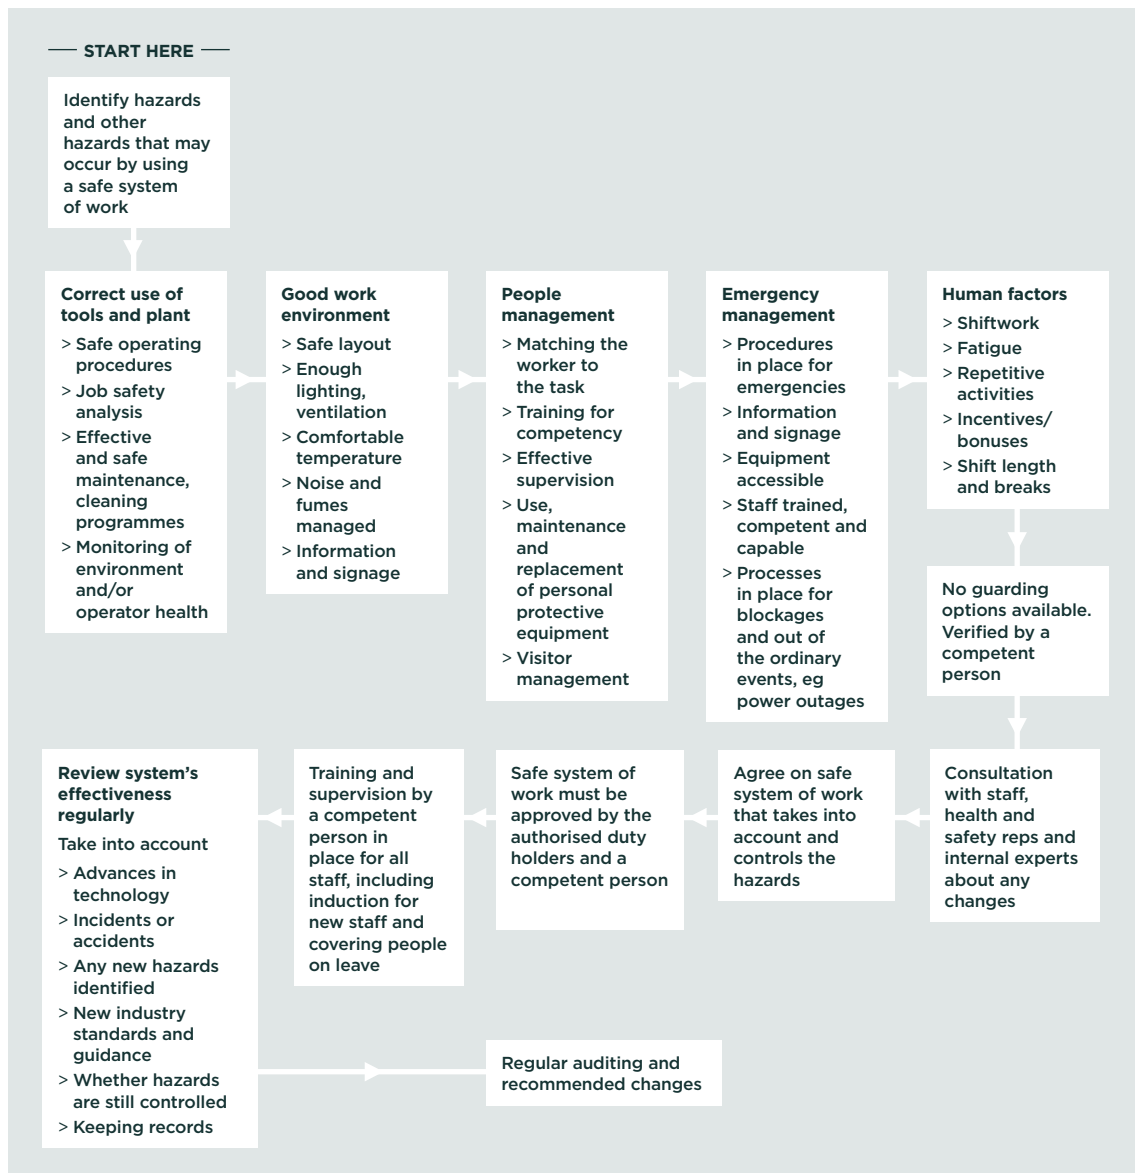 START HERE
Identify hazards
and other
hazards that may
occur by using
a safe system
of work
Correct use of
tools and plant
> Safe operating
procedures
> Job safety
analysis
> Effective
and safe
maintenance,
cleaning
programmes
> Monitoring of
environment
and/or
operator health
Good work
environment
> Safe layout
> Enough
lighting,
ventilation
> Comfortable
temperature
> Noise and
fumes
managed
> Information
and signage
People
management
> Matching the
worker to
the task
> Training for
competency
> Effective
supervision
> Use,
maintenance
and
replacement
of personal
protective
equipment
> Visitor
management
Emergency
management
> Procedures
in place for
emergencies
> Information
and signage
> Equipment
accessible
> Staff trained,
competent and
capable
> Processes
in place for
blockages
and out of
the ordinary
events, eg
power outages
Human factors
> Shiftwork
> Fatigue
> Repetitive
activities
> Incentives/
bonuses
> Shift length
and breaks
No guarding
options available.
Verified by a
competent
person
Consultation
with staff,
health and
safety reps and
internal experts
about any
changes
Agree on safe
system of work
that takes into
account and
controls the
hazards
Safe system of
work must be
approved by the
authorised duty
holders and a
competent person
Training and
supervision by
a competent
person in
place for all
staff, including
induction for
new staff and
covering people
on leave
Review system’s
effectiveness
regularly
Take into account
> Advances in
technology
> Incidents or
accidents
> Any new hazards
identified
> New industry
standards and
guidance
> Whether hazards
are still controlled
> Keeping records
Regular auditing and
recommended changes